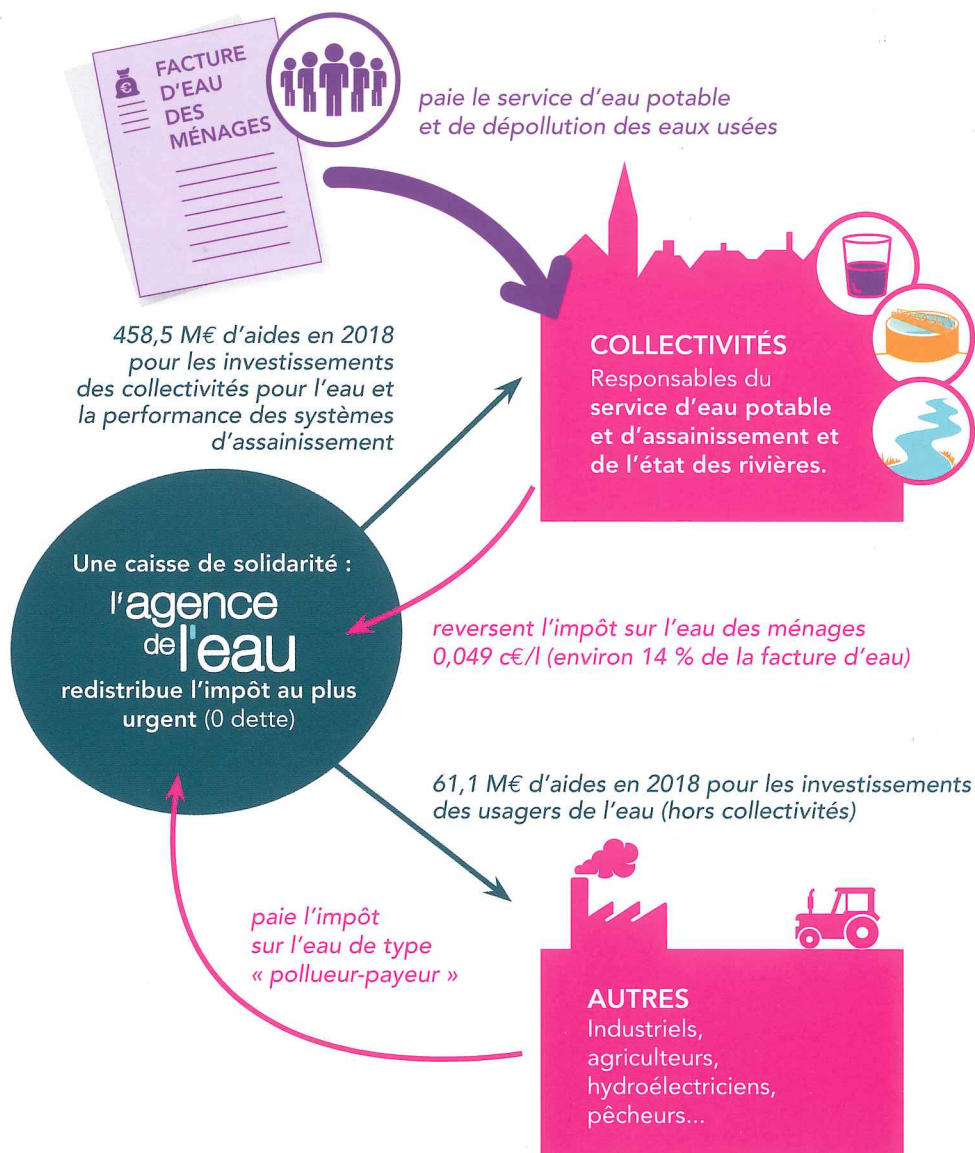 FACTURE
D'EAU
DES
MÉNAGES
€
paie le service d'eau potable
et de dépollution des eaux usées
458,5 M€ d'aides en 2018
pour les investissements
des collectivités pour l'eau et
la performance des systèmes
d'assainissement
COLLECTIVITÉS
Responsables du
service d'eau potable
et d'assainissement et
de l'état des rivières.
Une caisse de solidarité :
l'agence
de l'eau
redistribue l'impôt au plus
urgent (0 dette)
reversent l'impôt sur l'eau des ménages
0,049 c€/l (environ 14 % de la facture d'eau)
61,1 M€ d'aides en 2018 pour les investissements
des usagers de l'eau (hors collectivités)
paie l'impôt
sur l'eau de type
« pollueur-payeur »
AUTRES
Industriels,
agriculteurs,
hydroélectriciens,
pêcheurs...